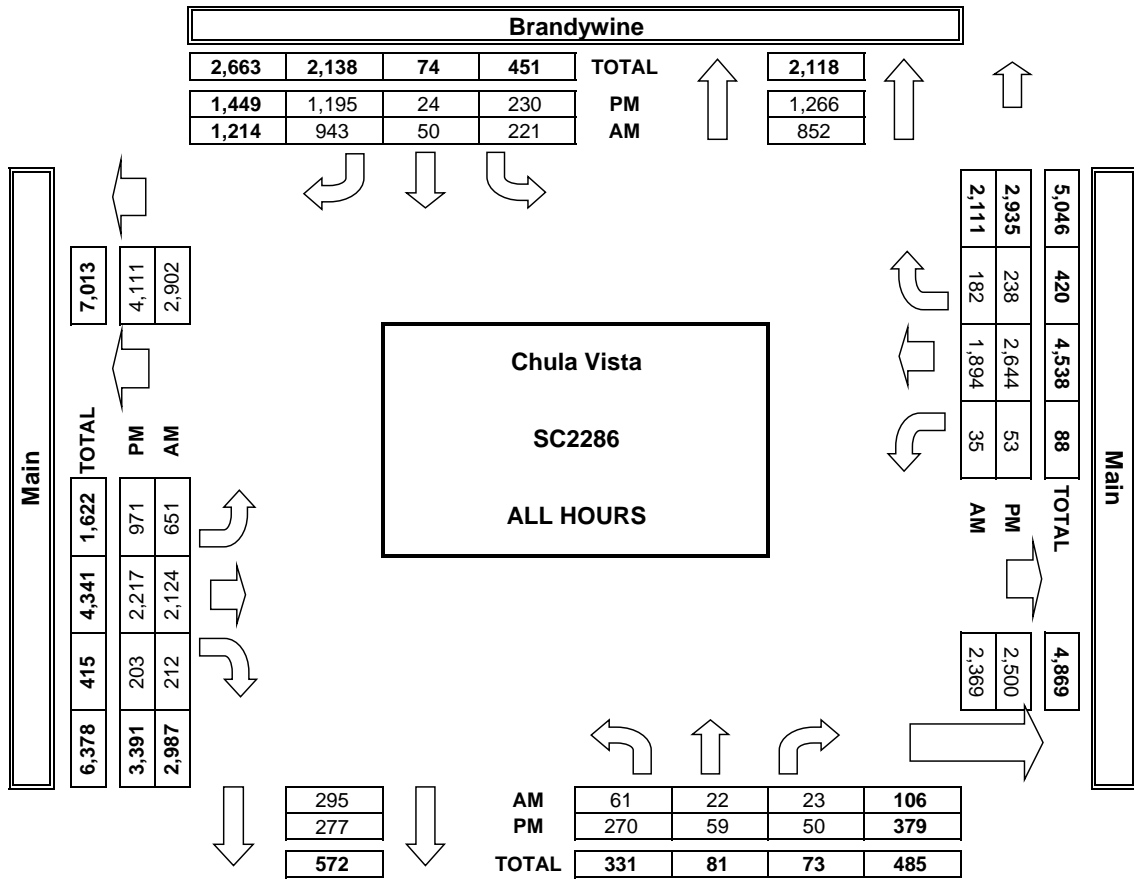 Brandywine
2,663 2,138 74 451 TOTAL 2,118
1,449 1,195 24 230 PM 1,266
1,214 943 50 221 AM 852
Main
7,013
4,111
2,902
TOTAL 1,622 4,341 415 6,378
PM 971 2,217 203 3,391
AM 651 2,124 212 2,987
Chula Vista
SC2286
ALL HOURS
5,046 420 4,538 88 TOTAL 4,869
2,935 238 2,644 53 PM 2,500
2,111 182 1,894 35 AM 2,369
Main
295 AM 61 22 23 106
277 PM 270 59 50 379
572 TOTAL 331 81 73 485